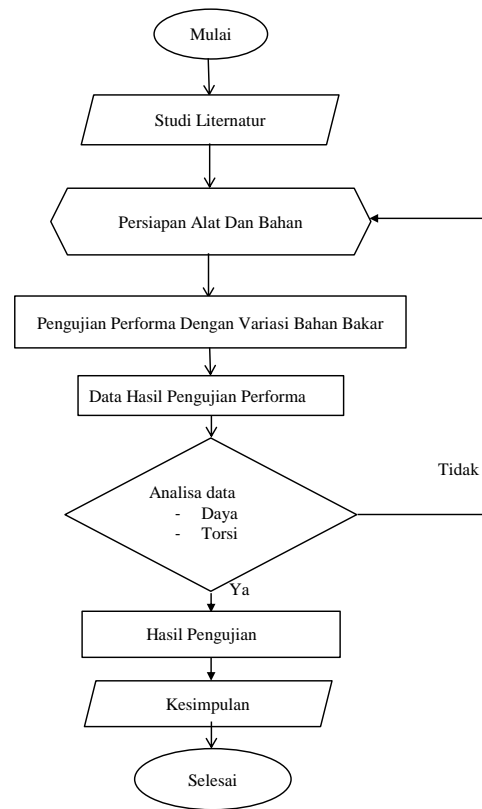 Mulai
Studi Liternatur
Persiapan Alat Dan Bahan
Pengujian Performa Dengan Variasi Bahan Bakar
Data Hasil Pengujian Performa
Tidak
Analisa data
- Daya
- Torsi
Ya
Hasil Pengujian
Kesimpulan
Selesai